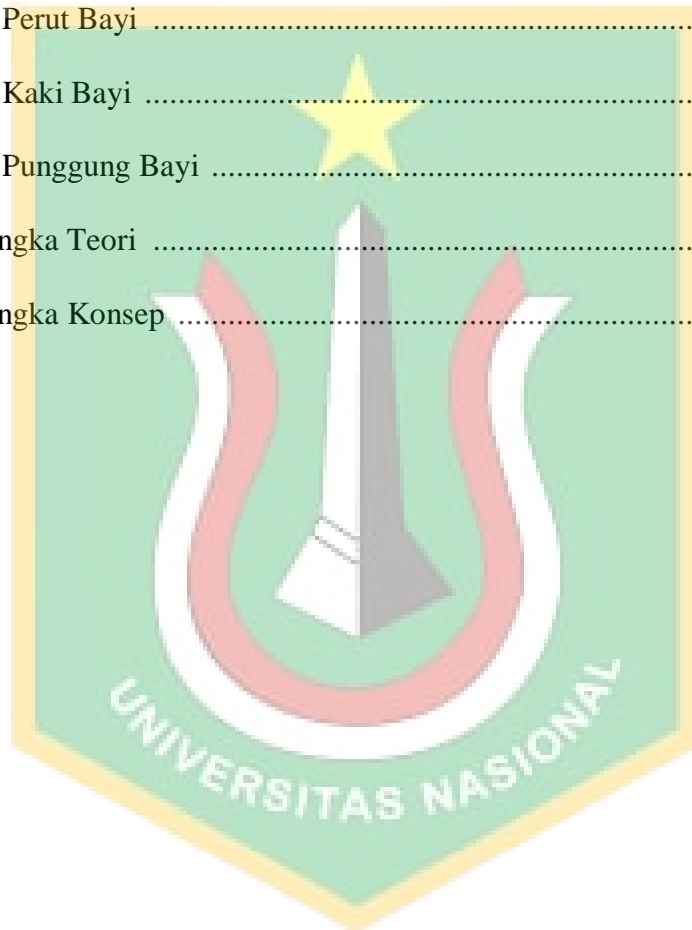 Perut Bayi ........................................................................
Kaki Bayi ........................................................................
Punggung Bayi ................................................................
ngka Teori .......................................................................
ngka Konsep ...................................................................
UNIVERSITAS NASIONAL